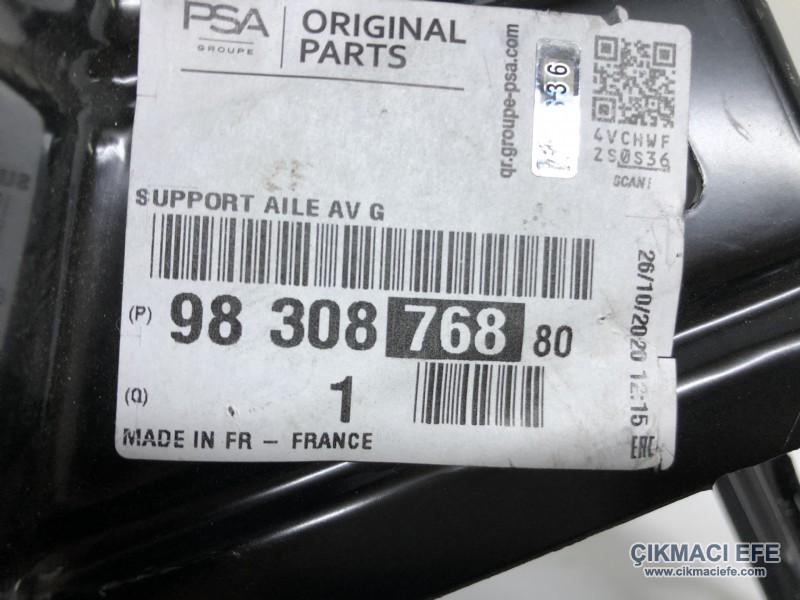 PSA
GROUPE
ORIGINAL
PARTS
qr.groupe-psa.com
36
4VCHWF
ZS0S36
SCAN!
SUPPORT AILE AV G
(P) 98 308 768 80
(Q) 1
MADE IN FR – FRANCE
26/10/2020 12:15
EAC
ÇIKMACI EFE
www.cikmaciefe.com